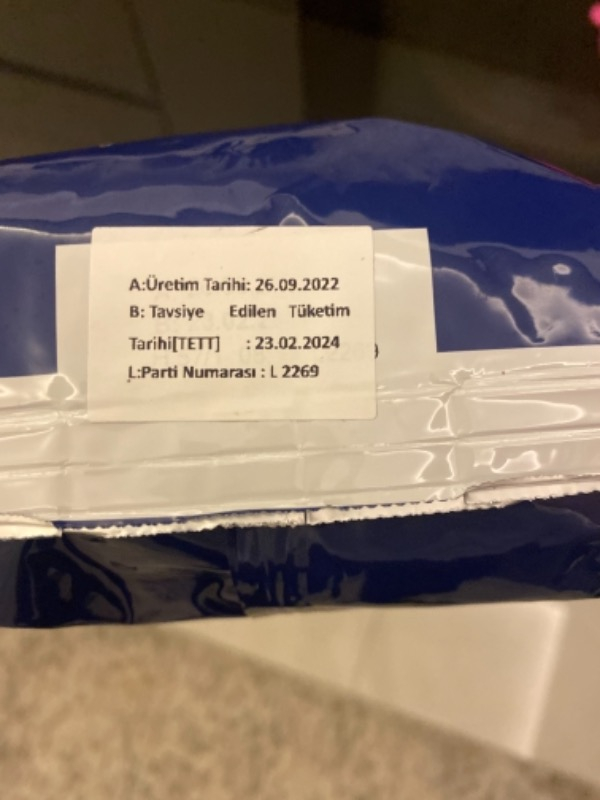 A:Üretim Tarihi: 26.09.2022
B: Tavsiye Edilen Tüketim
Tarihi[TETT] : 23.02.2024
L:Parti Numarası : L 2269